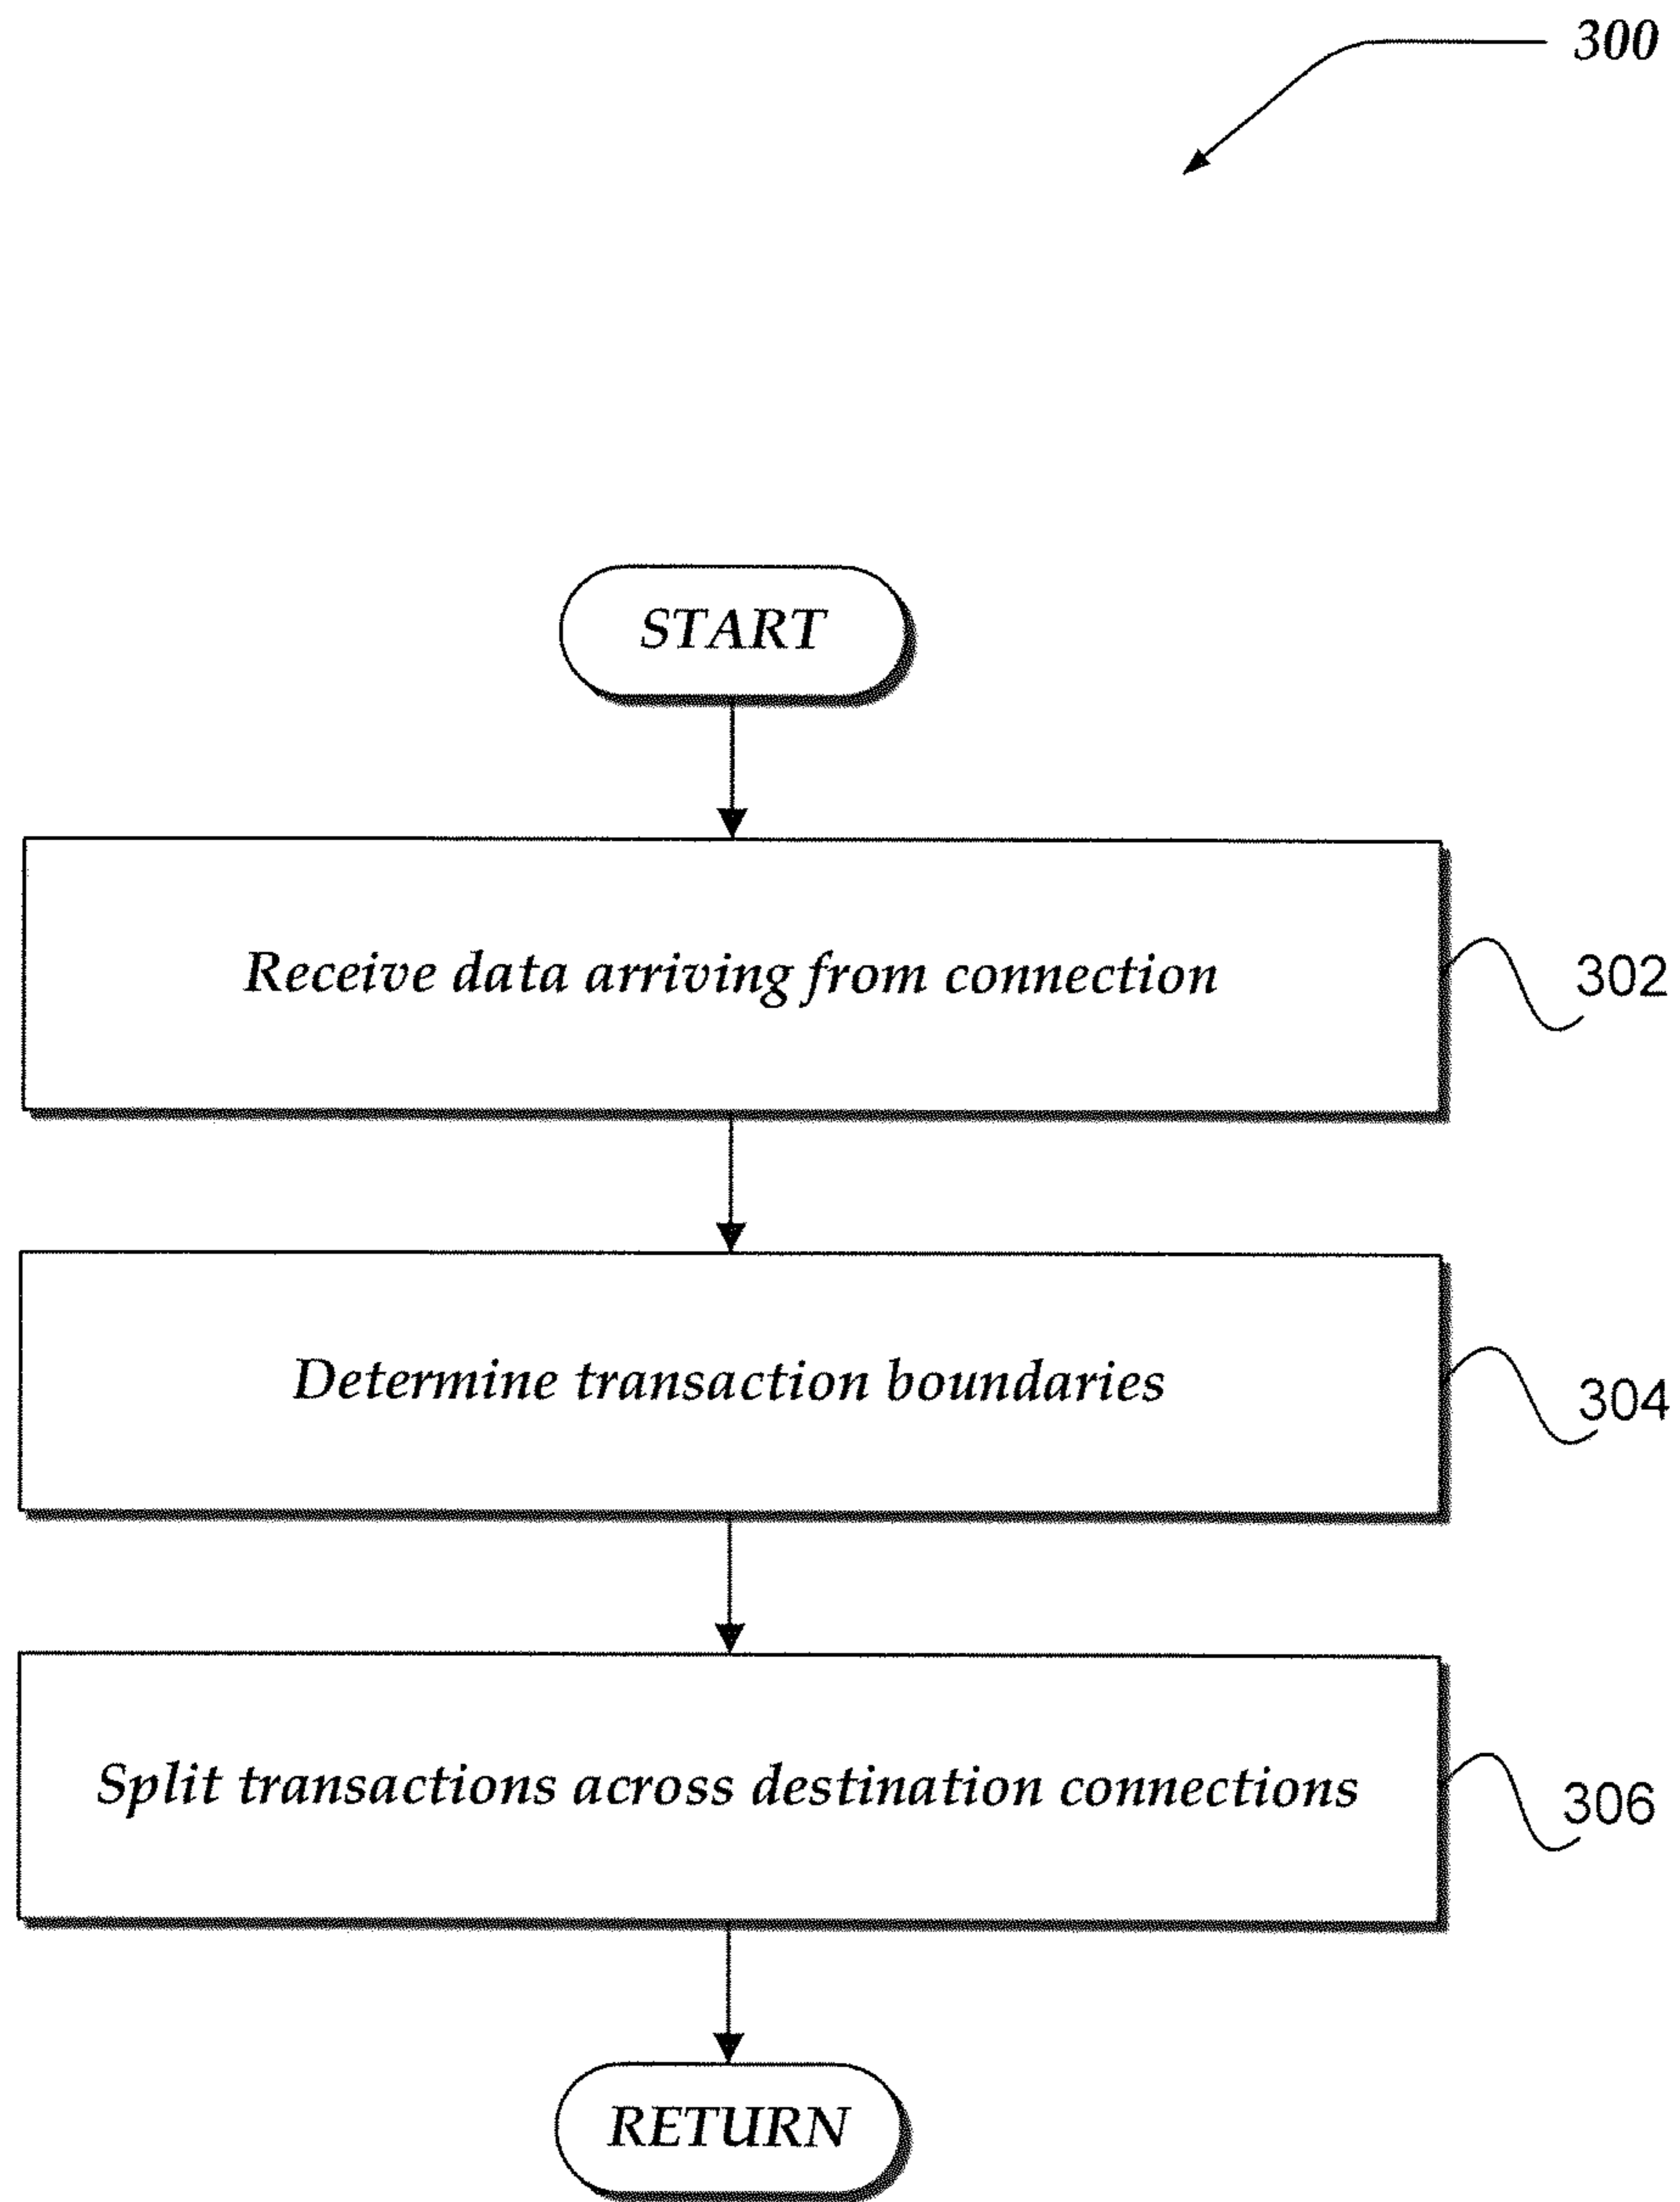 300
START
Receive data arriving from connection
302
Determine transaction boundaries
304
Split transactions across destination connections
306
RETURN